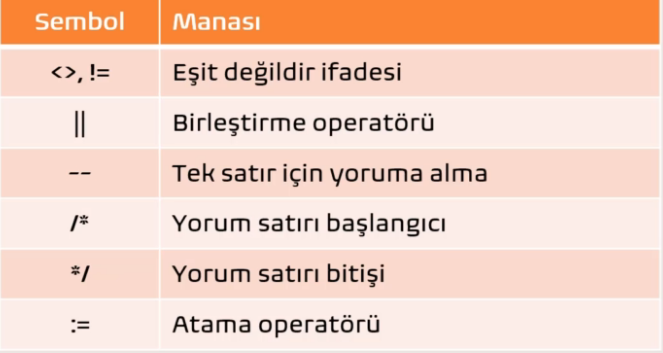 Sembol Manası
<>, != Eşit değildir ifadesi
|| Birleştirme operatörü
-- Tek satır için yoruma alma
/* Yorum satırı başlangıcı
*/ Yorum satırı bitişi
:= Atama operatörü